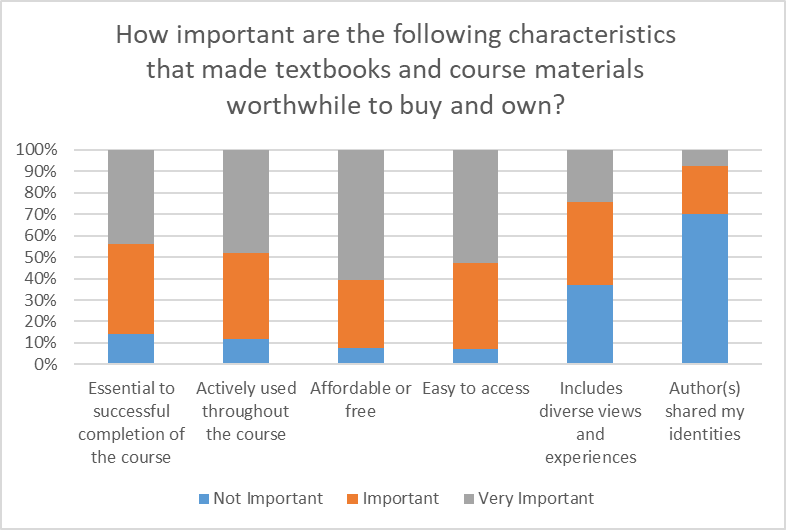 How important are the following characteristics
that made textbooks and course materials
worthwhile to buy and own?
100%
90%
80%
70%
60%
50%
40%
30%
20%
10%
0%
Essential to
successful
completion of
the course
Actively used
throughout
the course
Affordable or
free
Easy to access
Includes
diverse views
and
experiences
Author(s)
shared my
identities
Not Important
Important
Very Important